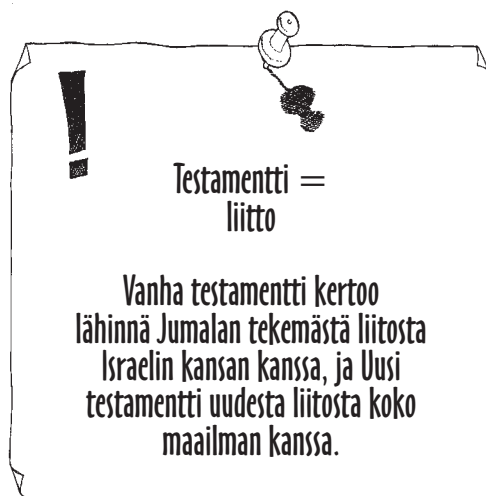 !
Testamentti =
liitto
Vanha testamentti kertoo
lähinnä Jumalan tekemästä liitosta
Israelin kansan kanssa, ja Uusi
testamentti uudesta liitosta koko
maailman kanssa.